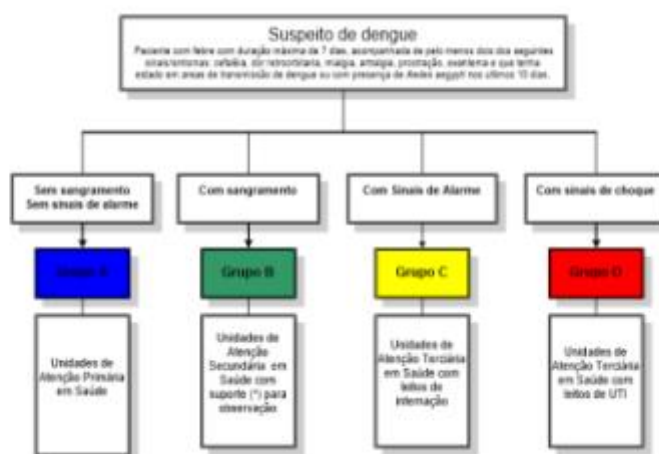 Suspeito de dengue
Paciente com febre com duração máxima de 7 dias, acompanhada de pelo menos dois dos seguintes
sinais/sintomas: cefaléia, dor retroorbitária, mialgia, artralgia, prostração, exantema e que tenha
estado em áreas de transmissão de dengue ou com presença de Aedes aegypti nos últimos 15 dias.
Sem sangramento
Sem sinais de alarme
Com sangramento
Com Sinais de Alarme
Com sinais de choque
Grupo A
Grupo B
Grupo C
Grupo D
Unidades de
Atenção Primária
em Saúde
Unidades de
Atenção
Secundária em
Saúde com
suporte (*) para
observação
Unidades de
Atenção Terciária
em Saúde com
leitos de
internação
Unidades de
Atenção Terciária
em Saúde com
leitos de UTI